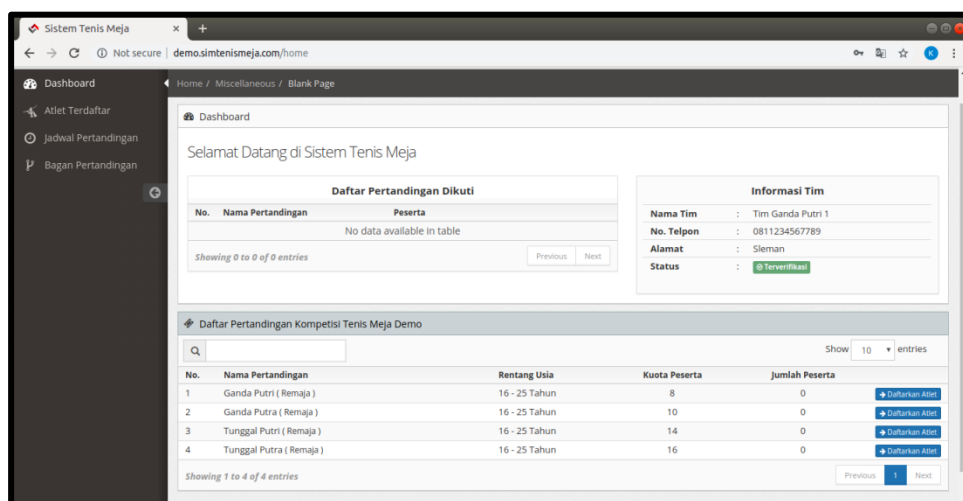 Sistem Tenis Meja
Not secure | demo.simtenismeja.com/home
K
Dashboard
Atlet Terdaftar
Jadwal Pertandingan
Bagan Pertandingan
Home / Miscellaneous / Blank Page
Dashboard
Selamat Datang di Sistem Tenis Meja
Daftar Pertandingan Dikuti
No. Nama Pertandingan Peserta
No data available in table
Showing 0 to 0 of 0 entries Previous Next
Informasi Tim
Nama Tim : Tim Ganda Putri 1
No. Telpon : 0811234567789
Alamat : Sleman
Status : Terverifikasi
Daftar Pertandingan Kompetisi Tenis Meja Demo
Show 10 entries
No. Nama Pertandingan Rentang Usia Kuota Peserta Jumlah Peserta
1 Ganda Putri ( Remaja ) 16 - 25 Tahun 8 0 Daftarkan Atlet
2 Ganda Putra ( Remaja ) 16 - 25 Tahun 10 0 Daftarkan Atlet
3 Tunggal Putri ( Remaja ) 16 - 25 Tahun 14 0 Daftarkan Atlet
4 Tunggal Putra ( Remaja ) 16 - 25 Tahun 16 0 Daftarkan Atlet
Showing 1 to 4 of 4 entries Previous 1 Next